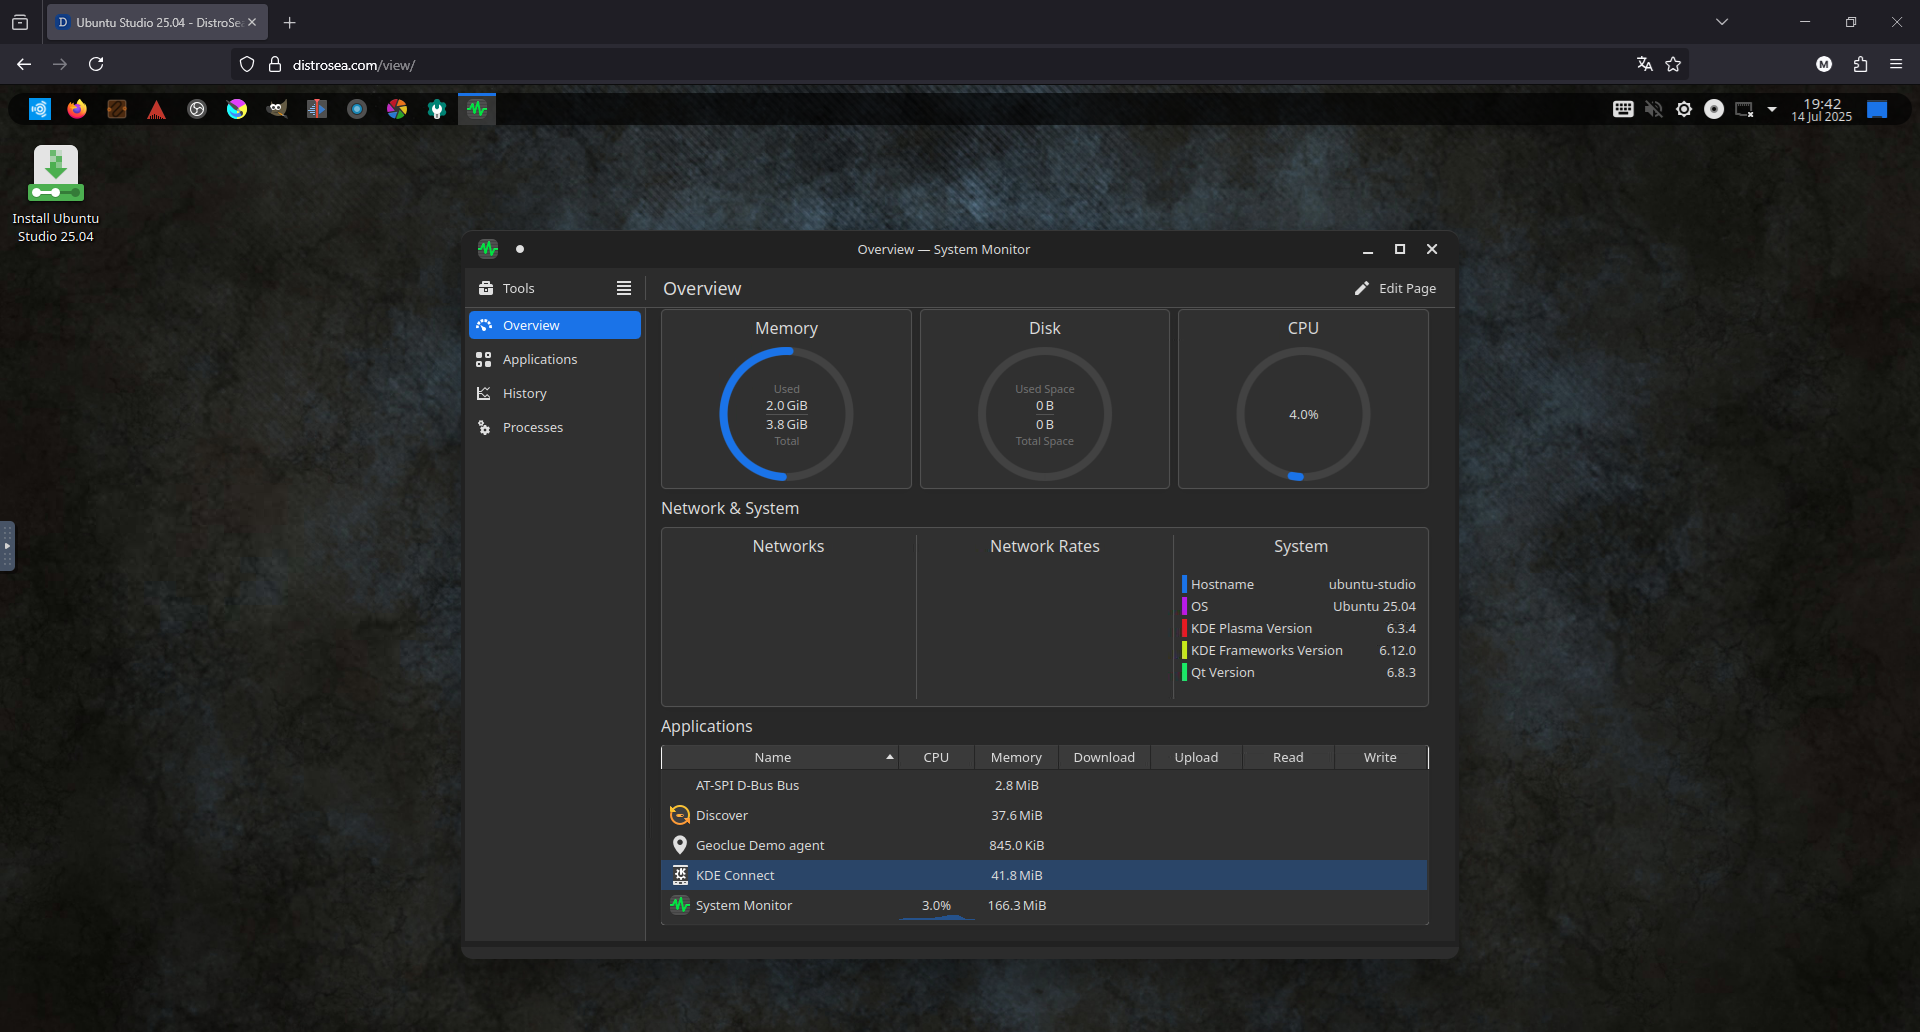 Ubuntu Studio 25.04 - DistroSe
distrosea.com/view/
M
19:42
14 Jul 2025
Install Ubuntu
Studio 25.04
Overview — System Monitor
Tools
Overview
Edit Page
Overview
Applications
History
Processes
Memory
Used
2.0 GiB
3.8 GiB
Total
Disk
Used Space
0 B
0 B
Total Space
CPU
4.0%
Network & System
Networks
Network Rates
System
Hostname ubuntu-studio
OS Ubuntu 25.04
KDE Plasma Version 6.3.4
KDE Frameworks Version 6.12.0
Qt Version 6.8.3
Applications
Name CPU Memory Download Upload Read Write
AT-SPI D-Bus Bus 2.8 MiB
Discover 37.6 MiB
Geoclue Demo agent 845.0 KiB
KDE Connect 41.8 MiB
System Monitor 3.0% 166.3 MiB